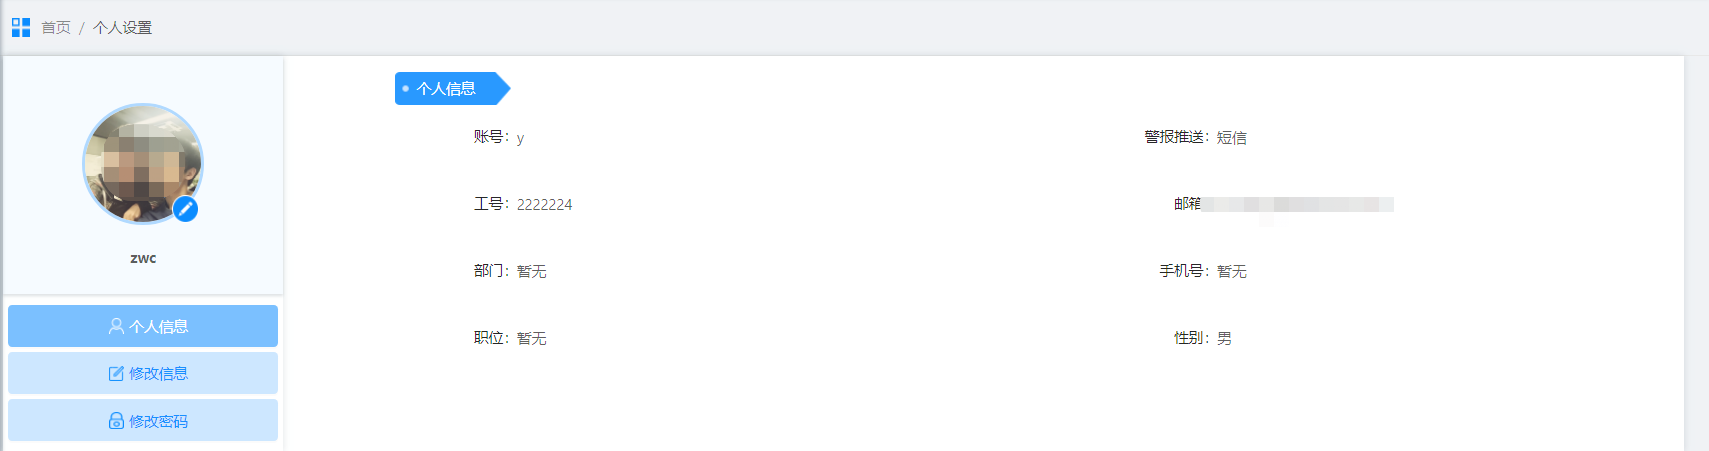 首页 / 个人设置
zwc
个人信息
修改信息
修改密码
个人信息
账号：y
警报推送：短信
工号：2222224
邮箱
部门：暂无
手机号：暂无
职位：暂无
性别：男